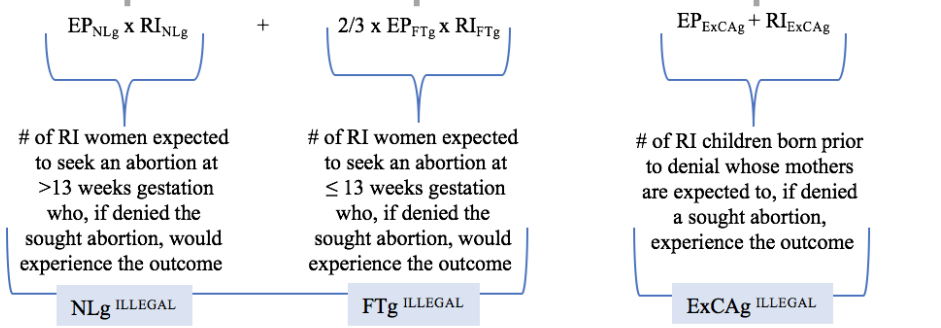 EPNLg x RINLg + 2/3 x EPFTg x RIFTg EPExCAg + RIExCAg
# of RI women expected
to seek an abortion at
>13 weeks gestation
who, if denied the
sought abortion, would
experience the outcome
# of RI women expected
to seek an abortion at
≤ 13 weeks gestation
who, if denied the
sought abortion, would
experience the outcome
# of RI children born prior
to denial whose mothers
are expected to, if denied
a sought abortion,
experience the outcome
NLg ILLEGAL
FTg ILLEGAL
ExCAg ILLEGAL